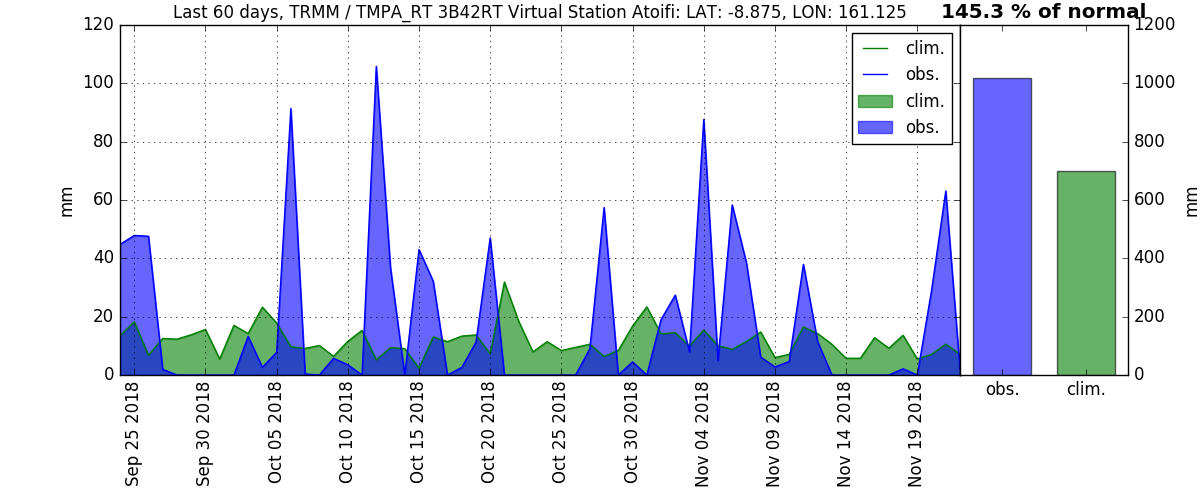 Last 60 days, TRMM / TMPA_RT 3B42RT Virtual Station Atoifi: LAT: -8.875, LON: 161.125
145.3 % of normal
120
100
80
60
40
20
0
mm
clim.
obs.
clim.
obs.
1200
1000
800
600
400
200
0
mm
Sep 25 2018
Sep 30 2018
Oct 05 2018
Oct 10 2018
Oct 15 2018
Oct 20 2018
Oct 25 2018
Oct 30 2018
Nov 04 2018
Nov 09 2018
Nov 14 2018
Nov 19 2018
obs.
clim.